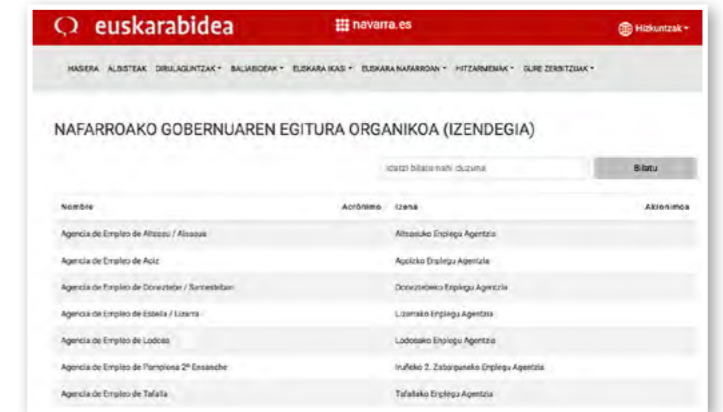 euskarabidea
navarra.es
Hizkuntzak
HASIERA ALBISTEAK DIRULAGUNTZAK BALIABIDEAK EUSKARA IKASI EUSKARA NAFARROAN HITZARMENAK GURE ZERBITZUAK
NAFARROAKO GOBERNUAREN EGITURA ORGANIKOA (IZENDEGIA)
Idatzi bilatu nahi duzuna Bilatu
Nombre Acrónimo Izena Akronimoa
Agencia de Empleo de Altsasu / Alsasua Altsasuko Enplegu Agentzia
Agencia de Empleo de Aoiz Agoizko Enplegu Agentzia
Agencia de Empleo de Doneztebe / Santesteban Doneztebeko Enplegu Agentzia
Agencia de Empleo de Estella / Lizarra Lizarrako Enplegu Agentzia
Agencia de Empleo de Lodosa Lodosako Enplegu Agentzia
Agencia de Empleo de Pamplona 2º Ensanche Iruñeko 2. Zabalguneko Enplegu Agentzia
Agencia de Empleo de Tafalla Tafallako Enplegu Agentzia